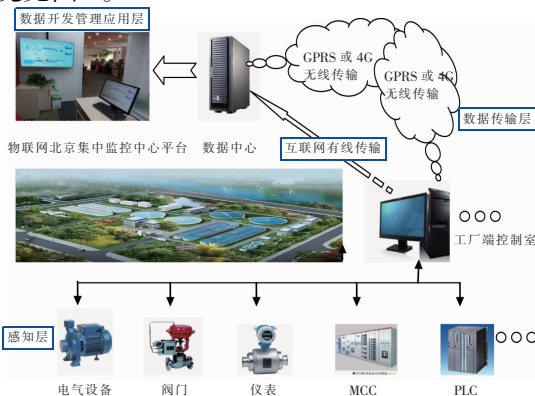 数据开发管理应用层
GPRS 或 4G
无线传输
GPRS 或 4G
无线传输
数据传输层
物联网北京集中监控中心平台
数据中心
互联网有线传输
工厂端控制室
感知层
电气设备
阀门
仪表
MCC
PLC